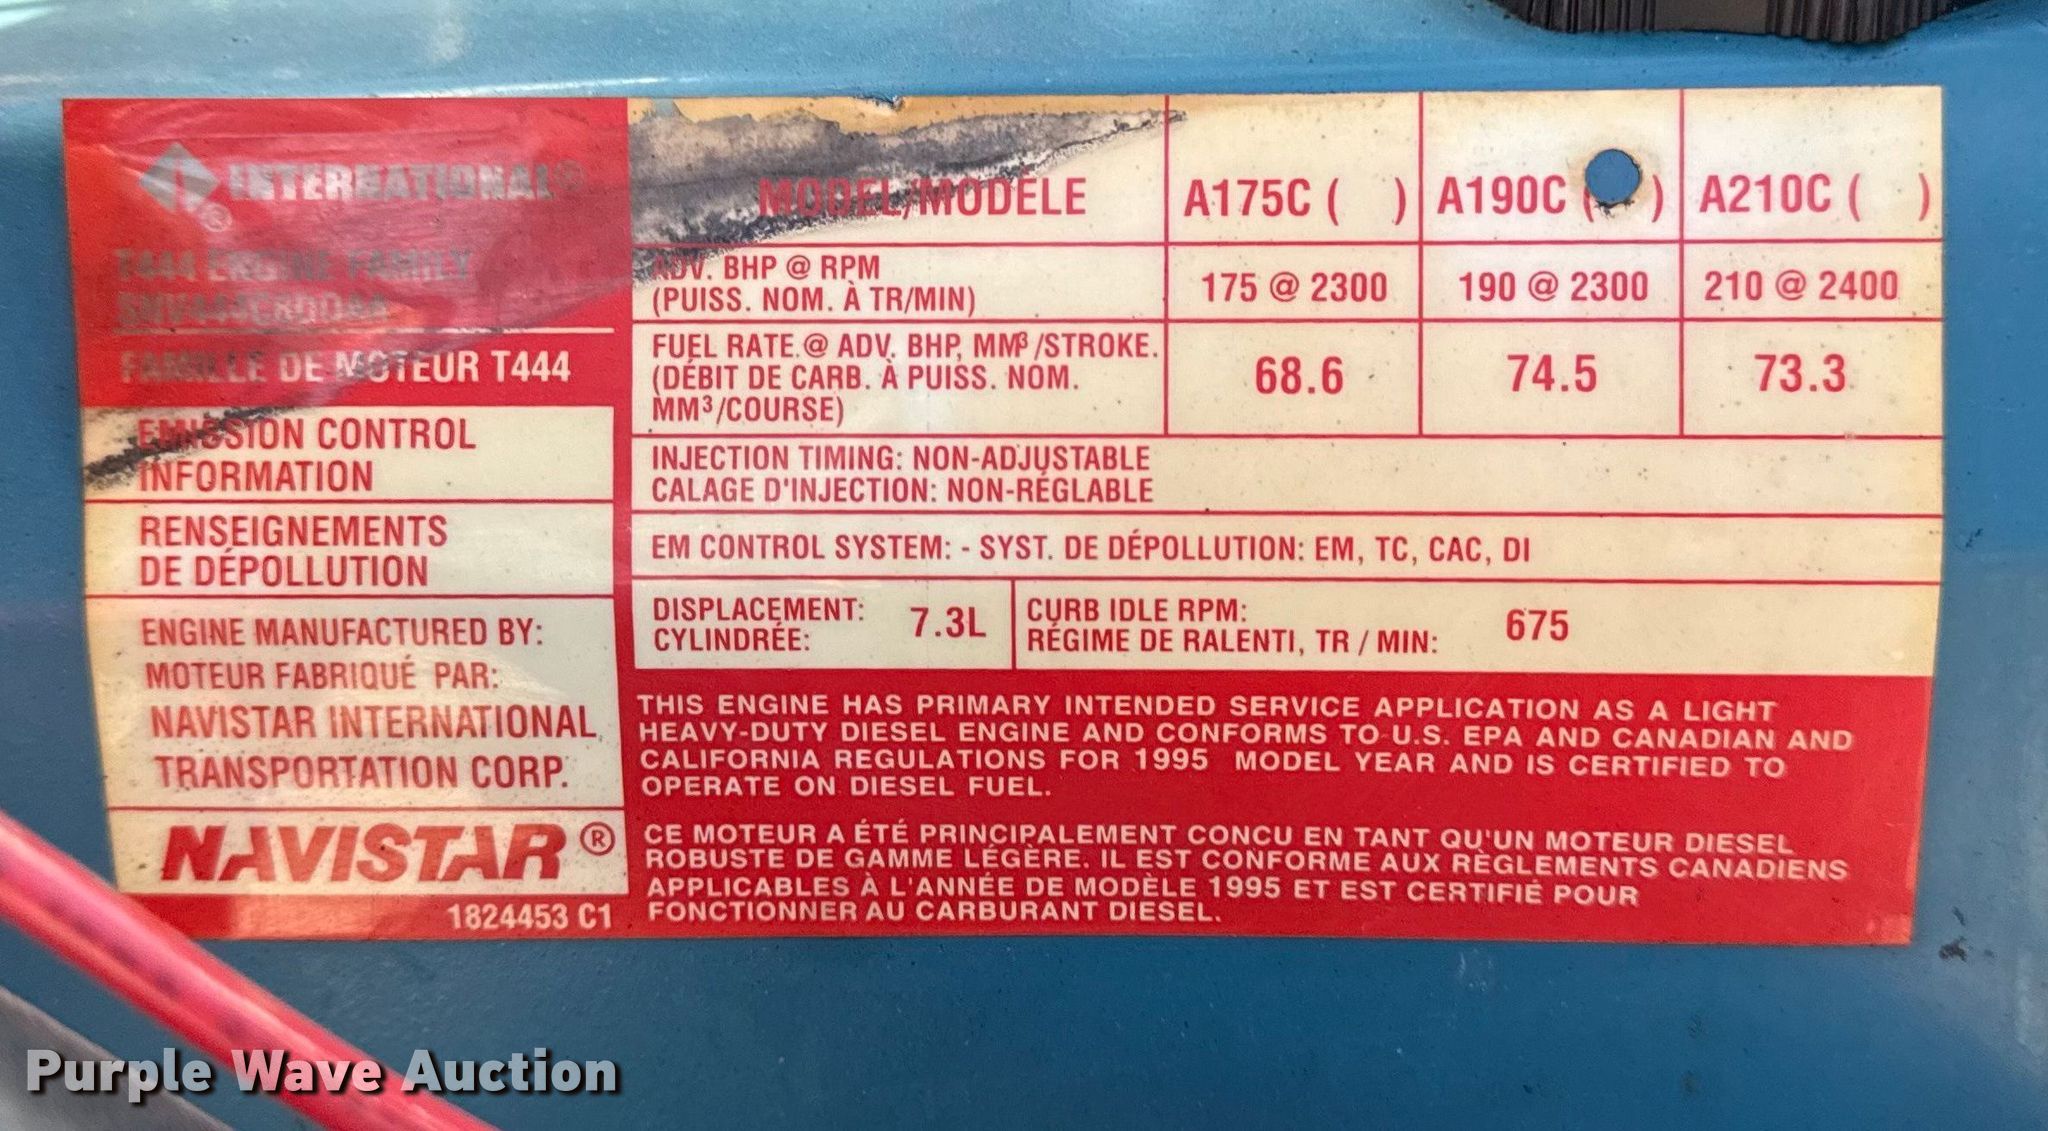 INTERNATIONAL®
®
T444 ENGINE FAMILY
FAMILLE DE MOTEUR T444
EMISSION CONTROL
INFORMATION
RENSEIGNEMENTS
DE DÉPOLLUTION
ENGINE MANUFACTURED BY:
MOTEUR FABRIQUÉ PAR:
NAVISTAR INTERNATIONAL
TRANSPORTATION CORP.
NAVISTAR®
1824453 C1
MODEL/MODÈLE A175C ( ) A190C ( ) A210C ( )
ADV. BHP @ RPM
(PUISS. NOM. À TR/MIN) 175 @ 2300 190 @ 2300 210 @ 2400
FUEL RATE @ ADV. BHP, MM³/STROKE.
(DÉBIT DE CARB. À PUISS. NOM.
MM³/COURSE) 68.6 74.5 73.3
INJECTION TIMING: NON-ADJUSTABLE
CALAGE D'INJECTION: NON-RÉGLABLE
EM CONTROL SYSTEM: - SYST. DE DÉPOLLUTION: EM, TC, CAC, DI
DISPLACEMENT:
CYLINDRÉE: 7.3L
CURB IDLE RPM:
RÉGIME DE RALENTI, TR / MIN: 675
THIS ENGINE HAS PRIMARY INTENDED SERVICE APPLICATION AS A LIGHT
HEAVY-DUTY DIESEL ENGINE AND CONFORMS TO U.S. EPA AND CANADIAN AND
CALIFORNIA REGULATIONS FOR 1995 MODEL YEAR AND IS CERTIFIED TO
OPERATE ON DIESEL FUEL.
CE MOTEUR A ÉTÉ PRINCIPALEMENT CONCU EN TANT QU'UN MOTEUR DIESEL
ROBUSTE DE GAMME LÉGÈRE. IL EST CONFORME AUX RÈGLEMENTS CANADIENS
APPLICABLES À L'ANNÉE DE MODÈLE 1995 ET EST CERTIFIÉ POUR
FONCTIONNER AU CARBURANT DIESEL.
Purple Wave Auction